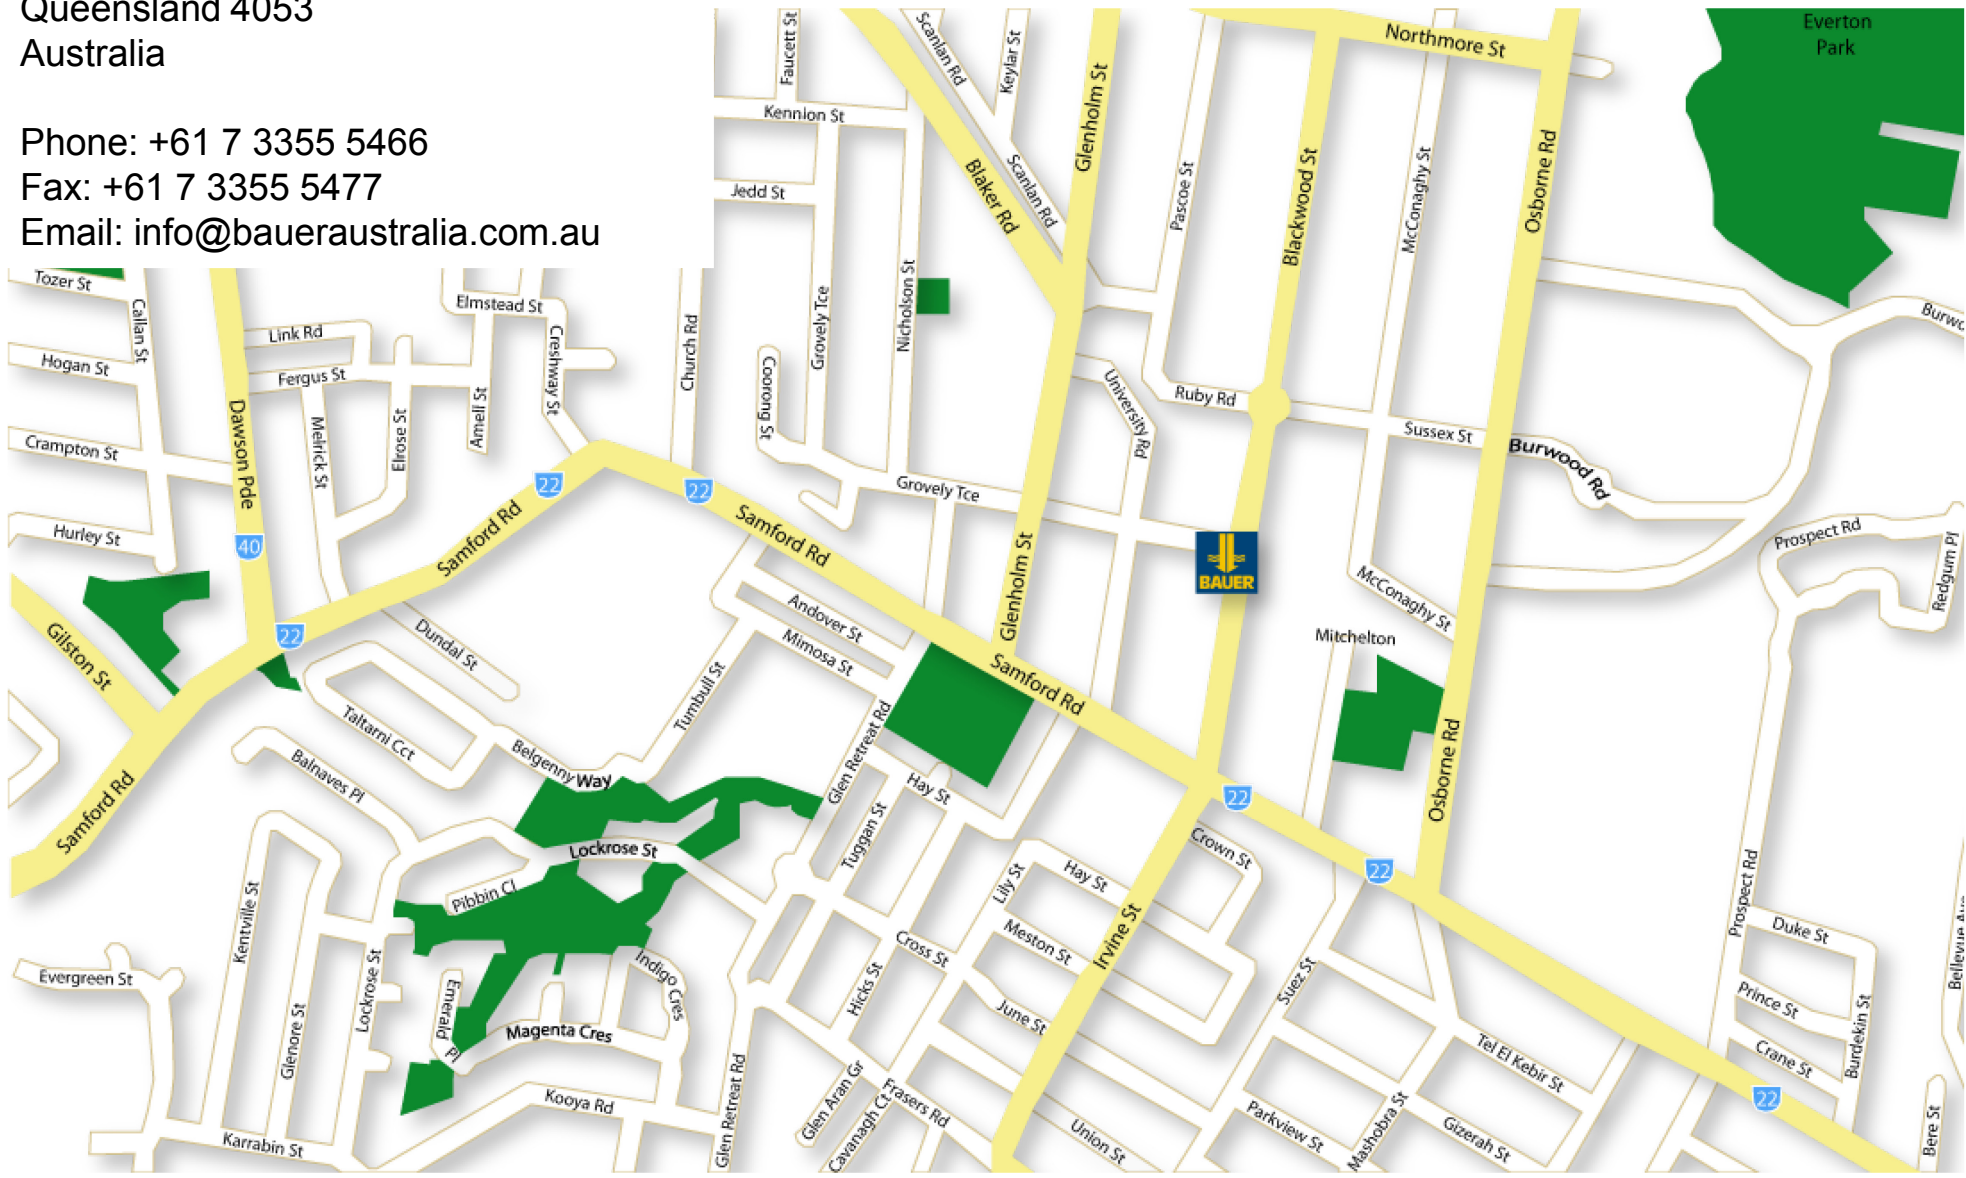 Queensland 4053
Australia
Phone: +61 7 3355 5466
Fax: +61 7 3355 5477
Email: info@baueraustralia.com.au
Everton
Park
Faucett St
Scanlan Rd
Keylar St
Northmore St
Kennion St
Glenholm St
Blaker Rd
Scanlan Rd
Jedd St
Pascoe St
Blackwood St
McConaghy St
Osborne Rd
Tozer St
Callan St
Link Rd
Elmstead St
Creshway St
Church Rd
Grovely Tce
Nicholson St
Burwo
Hogan St
Fergus St
Dawson Pde
Melrick St
Elrose St
Amell St
Coorong St
University Rd
Ruby Rd
Sussex St
Burwood Rd
Crampton St
22
22
Grovely Tce
Samford Rd
Samford Rd
Hurley St
40
Prospect Rd
Redgum Pl
BAUER
Glenholm St
McConaghy St
Andover St
Mimosa St
22
Gilston St
Dundal St
Mitchelton
Samford Rd
Turnbull St
Taltarni Cct
Belgenny Way
Glen Retreat Rd
Osborne Rd
Balnaves Pl
Samford Rd
Hay St
22
Tuggan St
Lockrose St
Crown St
22
Hay St
Lily St
Pibbin Cl
Prospect Rd
Kentville St
Duke St
Irvine St
Meston St
Cross St
Bellevue Av
Evergreen St
Lockrose St
Indigo Cres
Hicks St
Suez St
Prince St
Burdekin St
Emerald Pl
Magenta Cres
June St
Glenore St
Tel El Kebir St
Crane St
22
Kooya Rd
Glen Retreat Rd
Glen Aran Gr
Cavanagh Ct
Frasers Rd
Union St
Parkview St
Mashobra St
Gizerah St
Bere St
Karrabin St